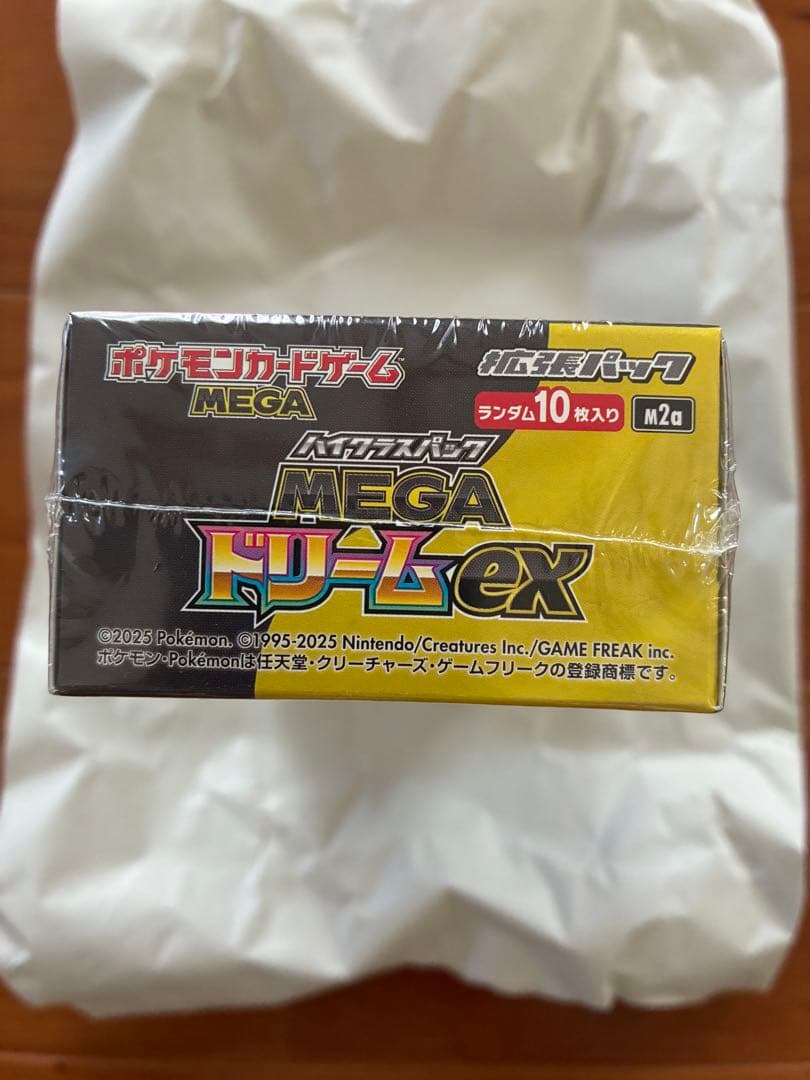 ポケモンカードゲーム™
MEGA
拡張パック
ランダム10枚入り M2a
ハイクラスパック
MEGA
ドリームex
©2025 Pokémon. ©1995-2025 Nintendo/Creatures Inc./GAME FREAK inc.
ポケモン・Pokémonは任天堂・クリーチャーズ・ゲームフリークの登録商標です。